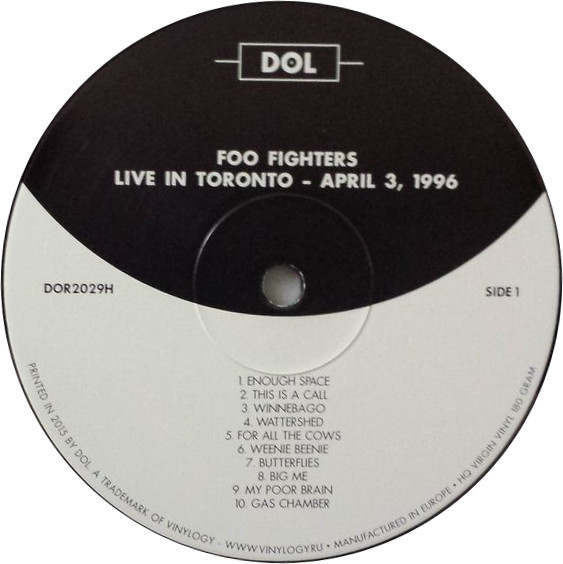 DOL
FOO FIGHTERS
LIVE IN TORONTO – APRIL 3, 1996
DOR2029H
SIDE 1
1. ENOUGH SPACE
2. THIS IS A CALL
3. WINNEBAGO
4. WATTERSHED
5. FOR ALL THE COWS
6. WEENIE BEENIE
7. BUTTERFLIES
8. BIG ME
9. MY POOR BRAIN
10. GAS CHAMBER
PRINTED IN 2015 BY DOL, A TRADEMARK OF VINYLOGY - WWW.VINYLOGY.RU • MANUFACTURED IN EUROPE • HQ VIRGIN VINYL 180 GRAM